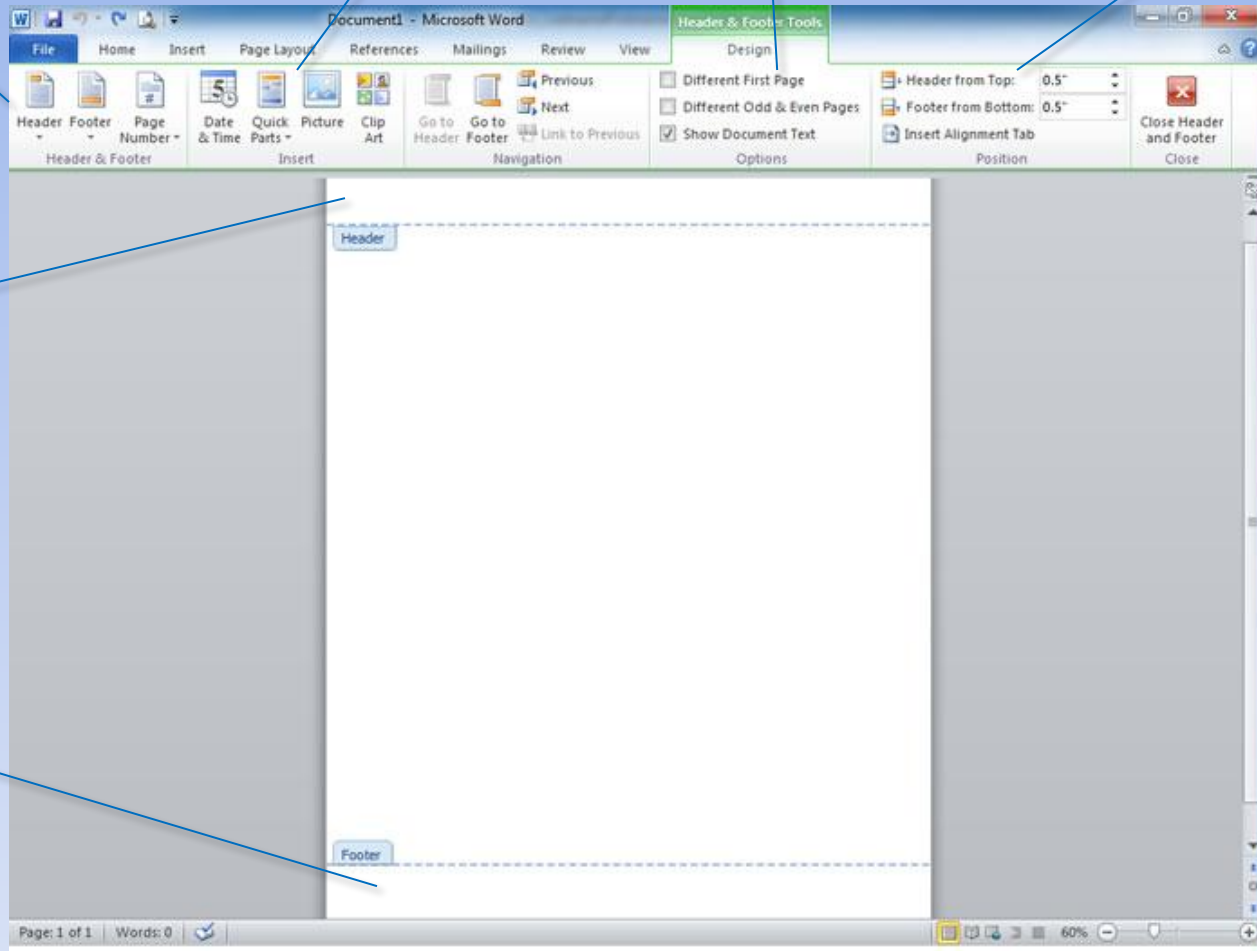 Document1 - Microsoft Word
Header & Footer Tools
File Home Insert Page Layout References Mailings Review View Design
Header Footer Page Number
Date & Time Quick Parts Picture Clip Art
Go to Header Go to Footer
Previous
Next
Link to Previous
Different First Page
Different Odd & Even Pages
Show Document Text
Header from Top: 0.5"
Footer from Bottom: 0.5"
Insert Alignment Tab
Close Header and Footer
Header & Footer Insert Navigation Options Position Close
Header
Footer
Page: 1 of 1 Words: 0 60%